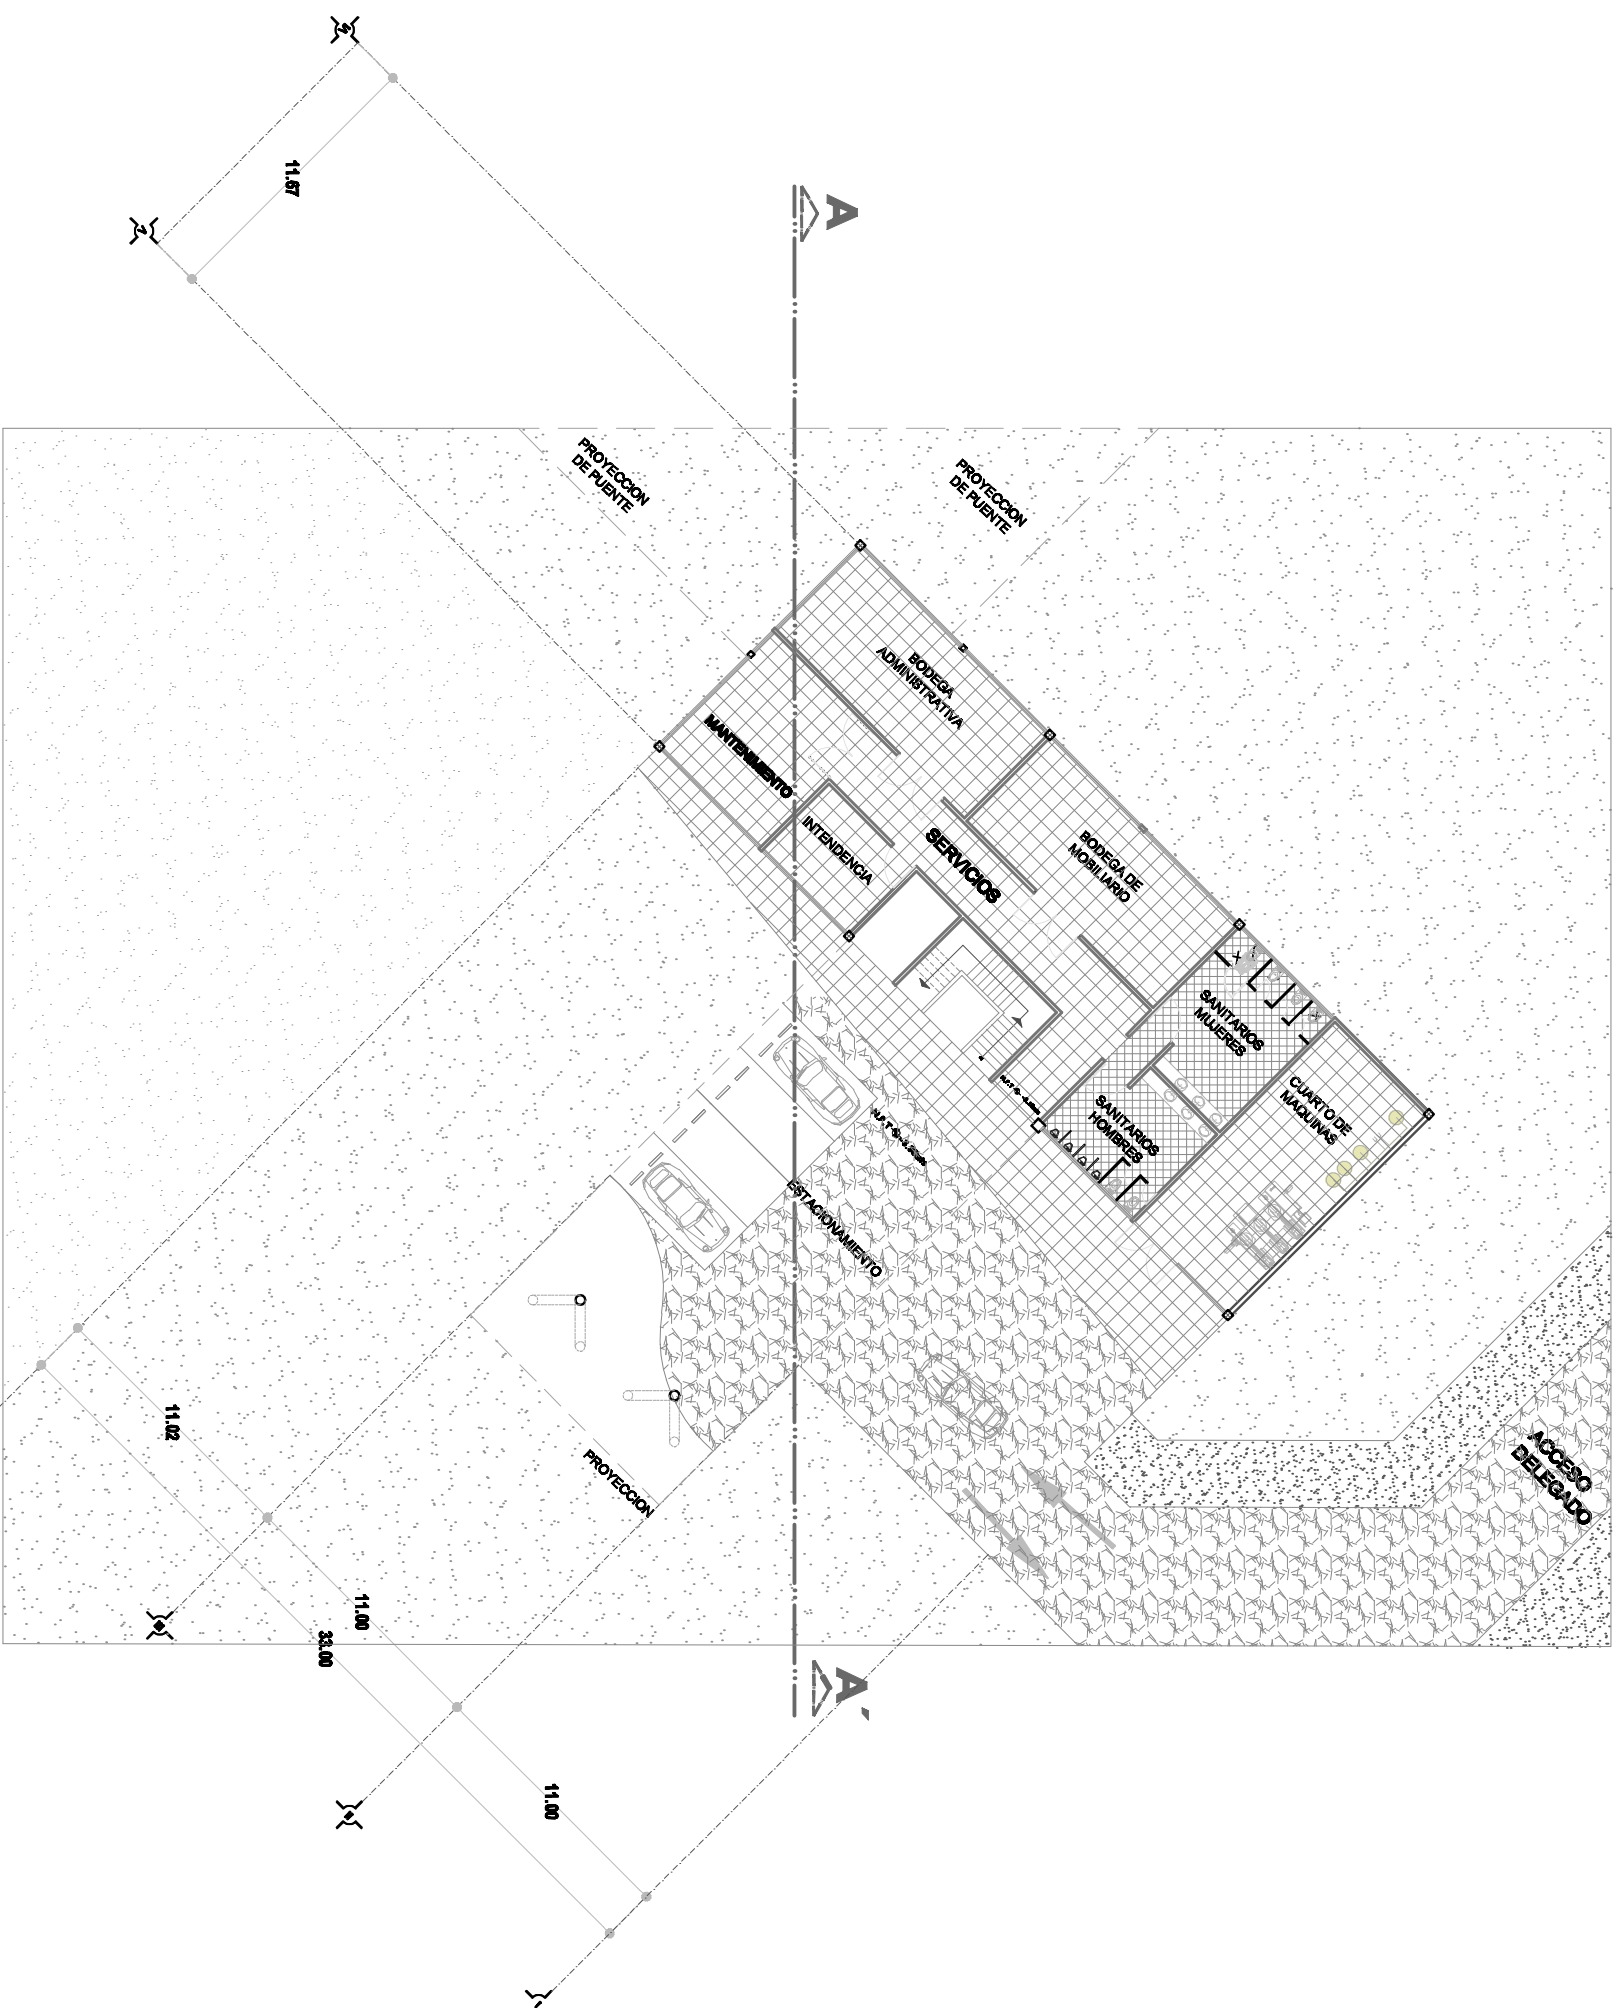 11.67
A
PROYECCION
DE PUENTE
PROYECCION
DE PUENTE
BODEGA
ADMINISTRATIVA
MANTENIMIENTO
INTENDENCIA
SERVICIOS
BODEGA DE
MOBILIARIO
SANITARIOS
MUJERES
SANITARIOS
HOMBRES
CUARTO DE
MAQUINAS
ESTACIONAMIENTO
PROYECCION
ACCESO
DELEGADO
11.02
11.00
33.00
11.00
A´